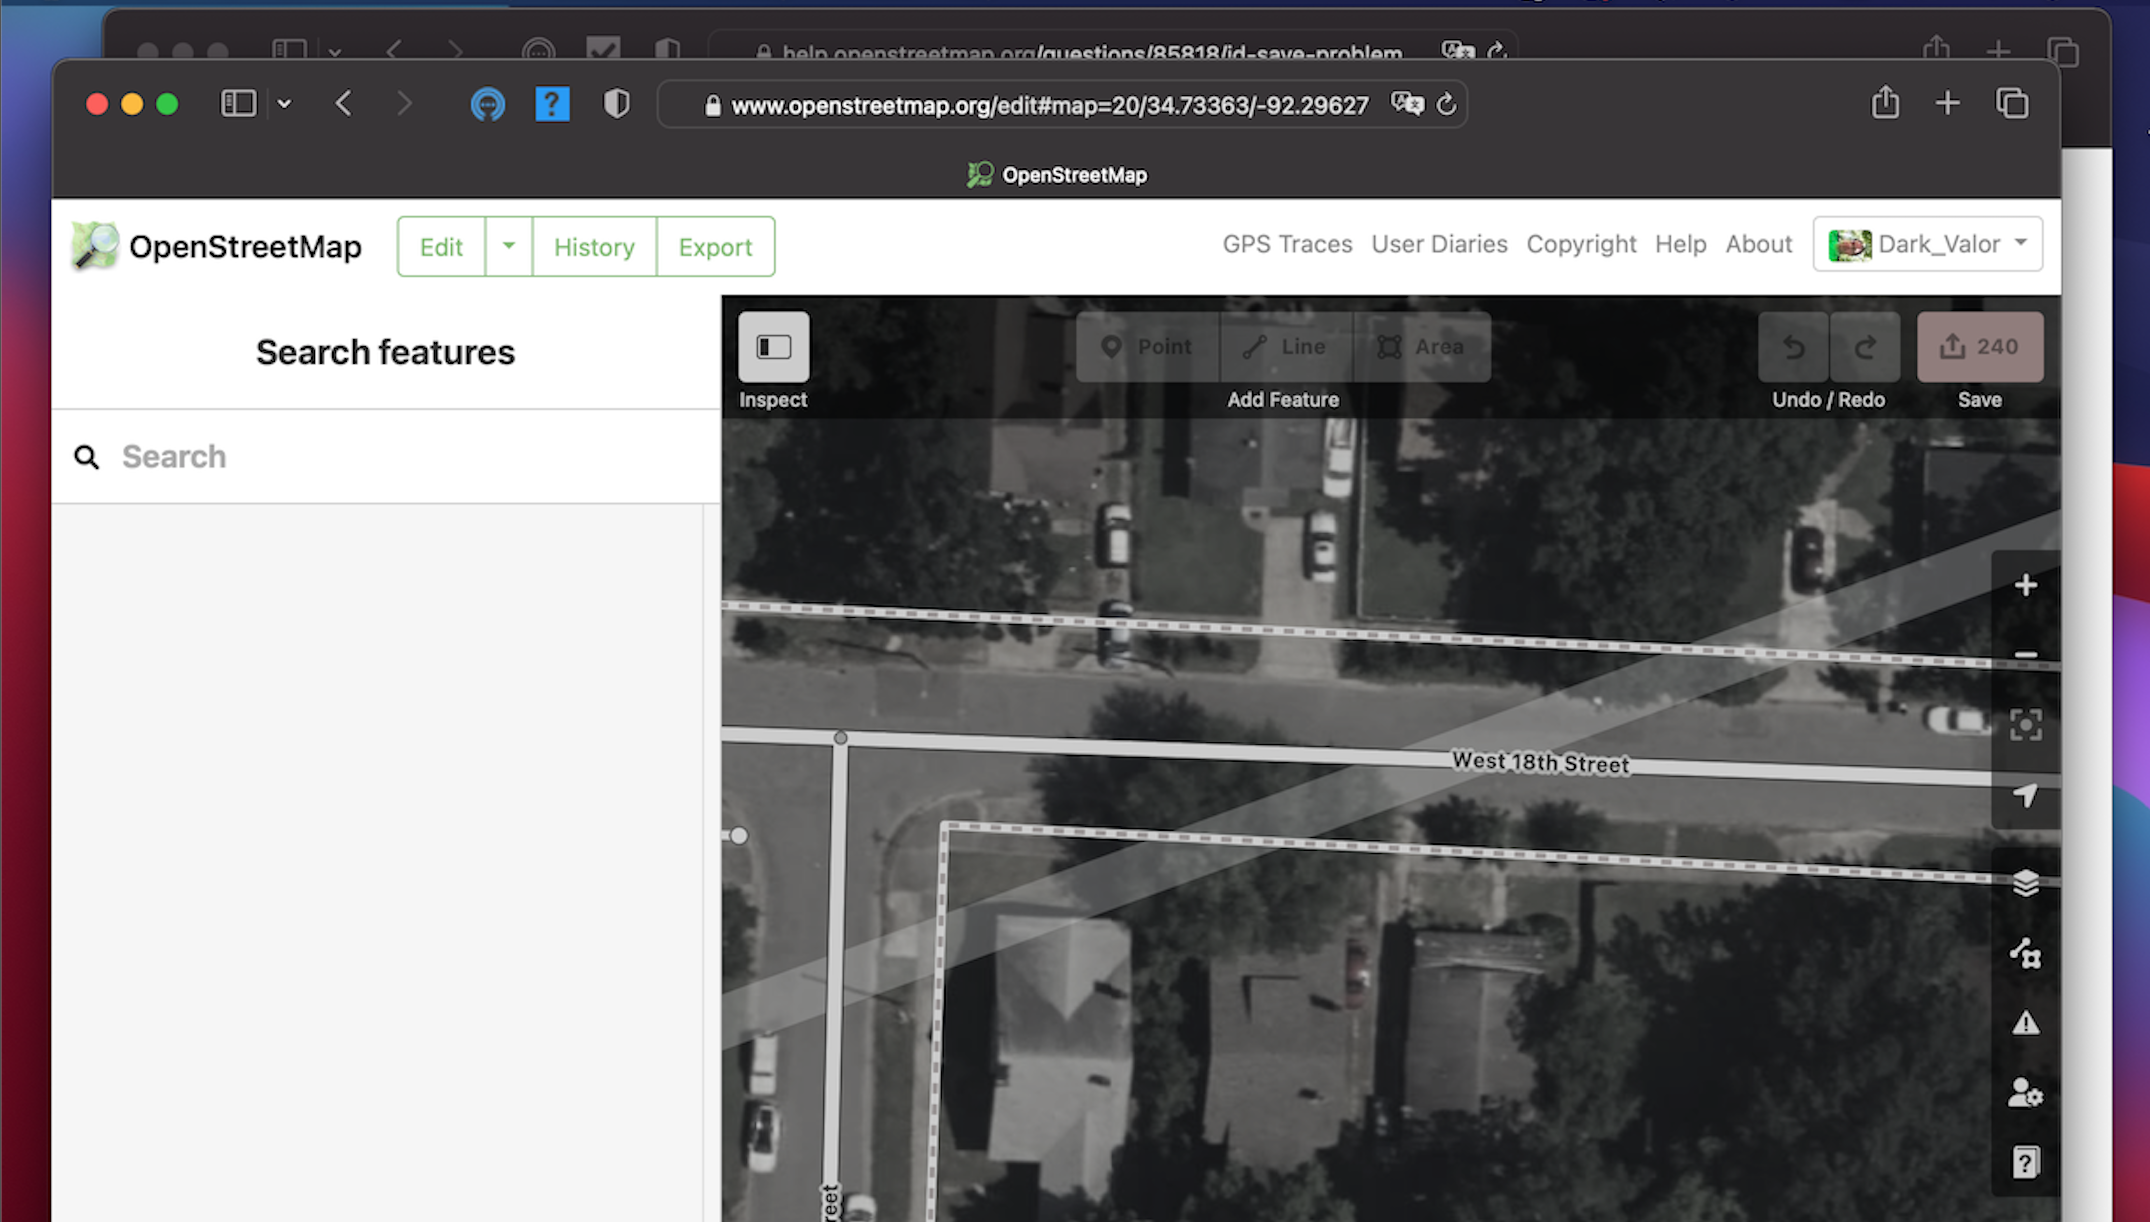 help.openstreetmap.org/questions/85818/id-save-problem
www.openstreetmap.org/edit#map=20/34.73363/-92.29627
OpenStreetMap
OpenStreetMap
Edit
History
Export
GPS Traces
User Diaries
Copyright
Help
About
Dark_Valor
Search features
Search
Inspect
Point
Line
Area
Add Feature
Undo / Redo
240
Save
West 18th Street
reet